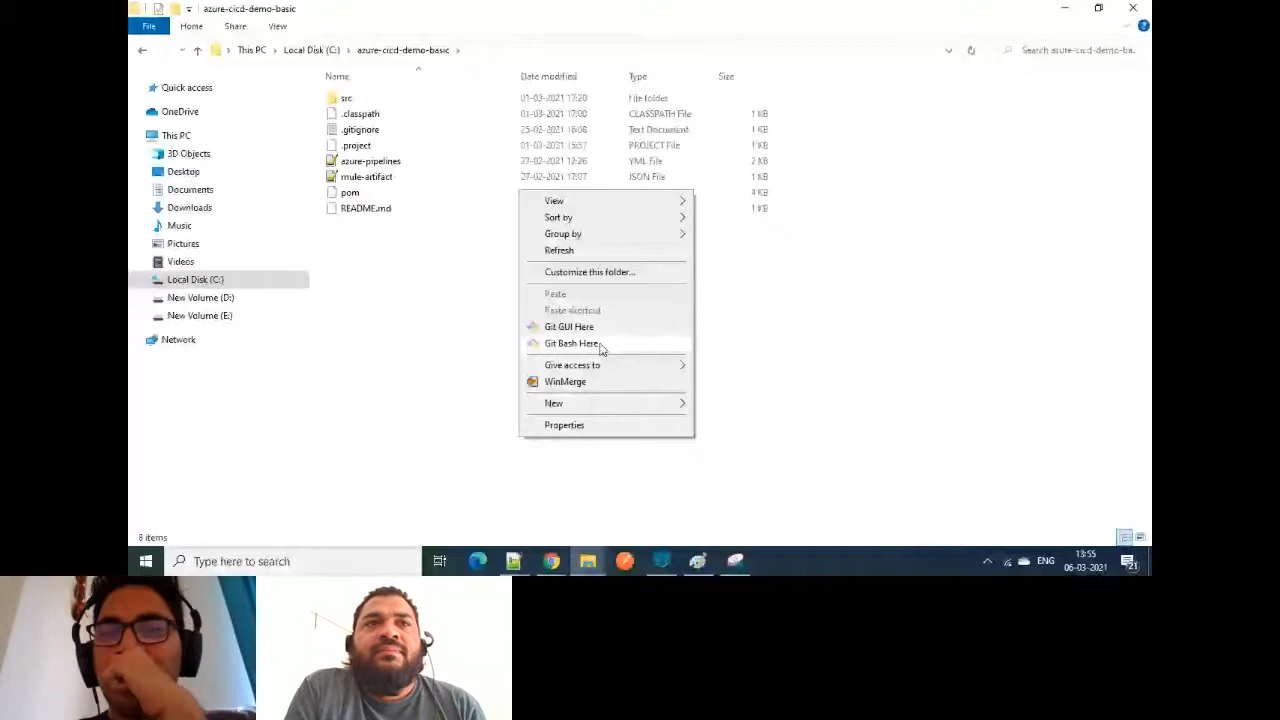 azure-cicd-demo-basic
File Home Share View
This PC Local Disk (C:) azure-cicd-demo-basic Search azure-cicd-demo-ba...
Name Date modified Type Size
Quick access
OneDrive
This PC
3D Objects
Desktop
Documents
Downloads
Music
Pictures
Videos
Local Disk (C:)
New Volume (D:)
New Volume (E:)
Network
src 01-03-2021 17:20 File folder
.classpath 01-03-2021 17:00 CLASSPATH File 1 KB
.gitignore 25-02-2021 16:08 Text Document 1 KB
.project 01-03-2021 15:57 PROJECT File 1 KB
azure-pipelines 27-02-2021 12:26 YML File 2 KB
mule-artifact 27-02-2021 17:07 JSON File 1 KB
pom 4 KB
README.md 1 KB
View
Sort by
Group by
Refresh
Customize this folder...
Paste
Paste shortcut
Git GUI Here
Git Bash Here
Give access to
WinMerge
New
Properties
8 items
Type here to search
ENG
13:55
06-03-2021
21